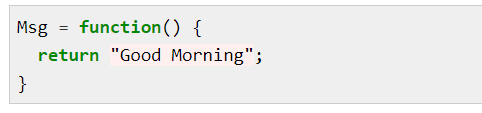 Msg = function() {
  return "Good Morning";
}